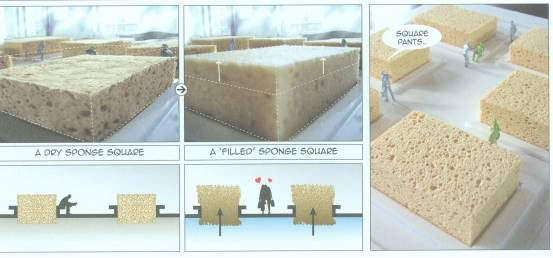 SQUARE
PANTS..
A DRY SPONGE SQUARE
A 'FILLED' SPONGE SQUARE